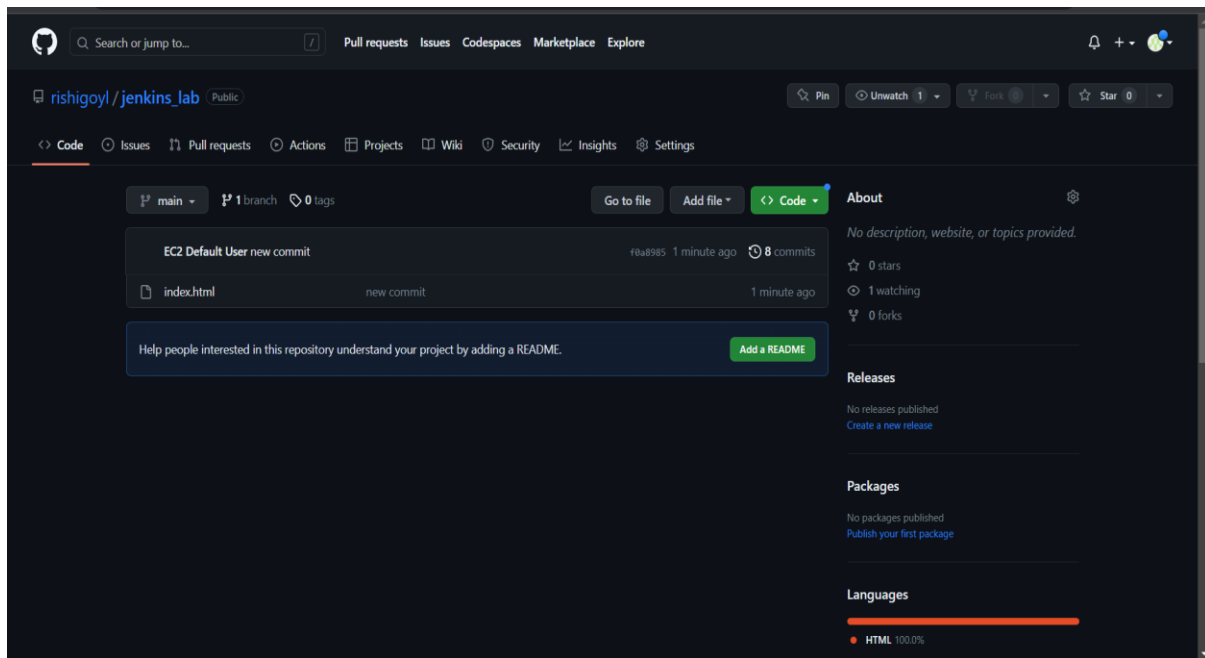 Search or jump to... /
Pull requests Issues Codespaces Marketplace Explore
rishigoyl / jenkins_lab Public
Pin Unwatch 1 Fork 0 Star 0
Code Issues Pull requests Actions Projects Wiki Security Insights Settings
main 1 branch 0 tags Go to file Add file Code
EC2 Default User new commit f0a8985 1 minute ago 8 commits
index.html new commit 1 minute ago
Help people interested in this repository understand your project by adding a README. Add a README
About
No description, website, or topics provided.
0 stars
1 watching
0 forks
Releases
No releases published
Create a new release
Packages
No packages published
Publish your first package
Languages
HTML 100.0%